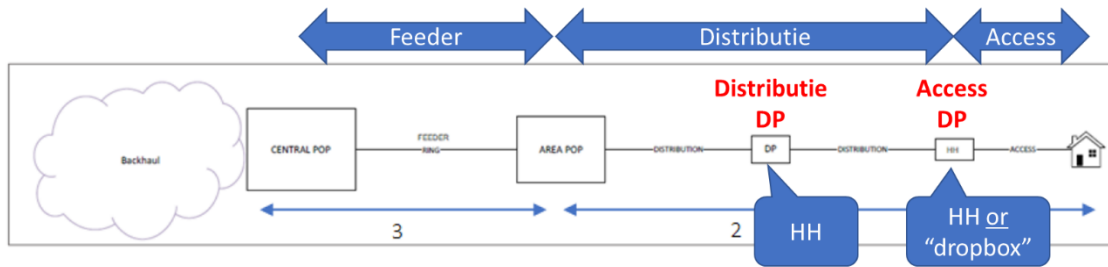 Feeder
Distributie
Access
Distributie
DP
Access
DP
Backhaul
CENTRAL POP
FEEDER
RING
AREA POP
DISTRIBUTION
DP
DISTRIBUTION
HH
ACCESS
3
2
HH
HH or
“dropbox”